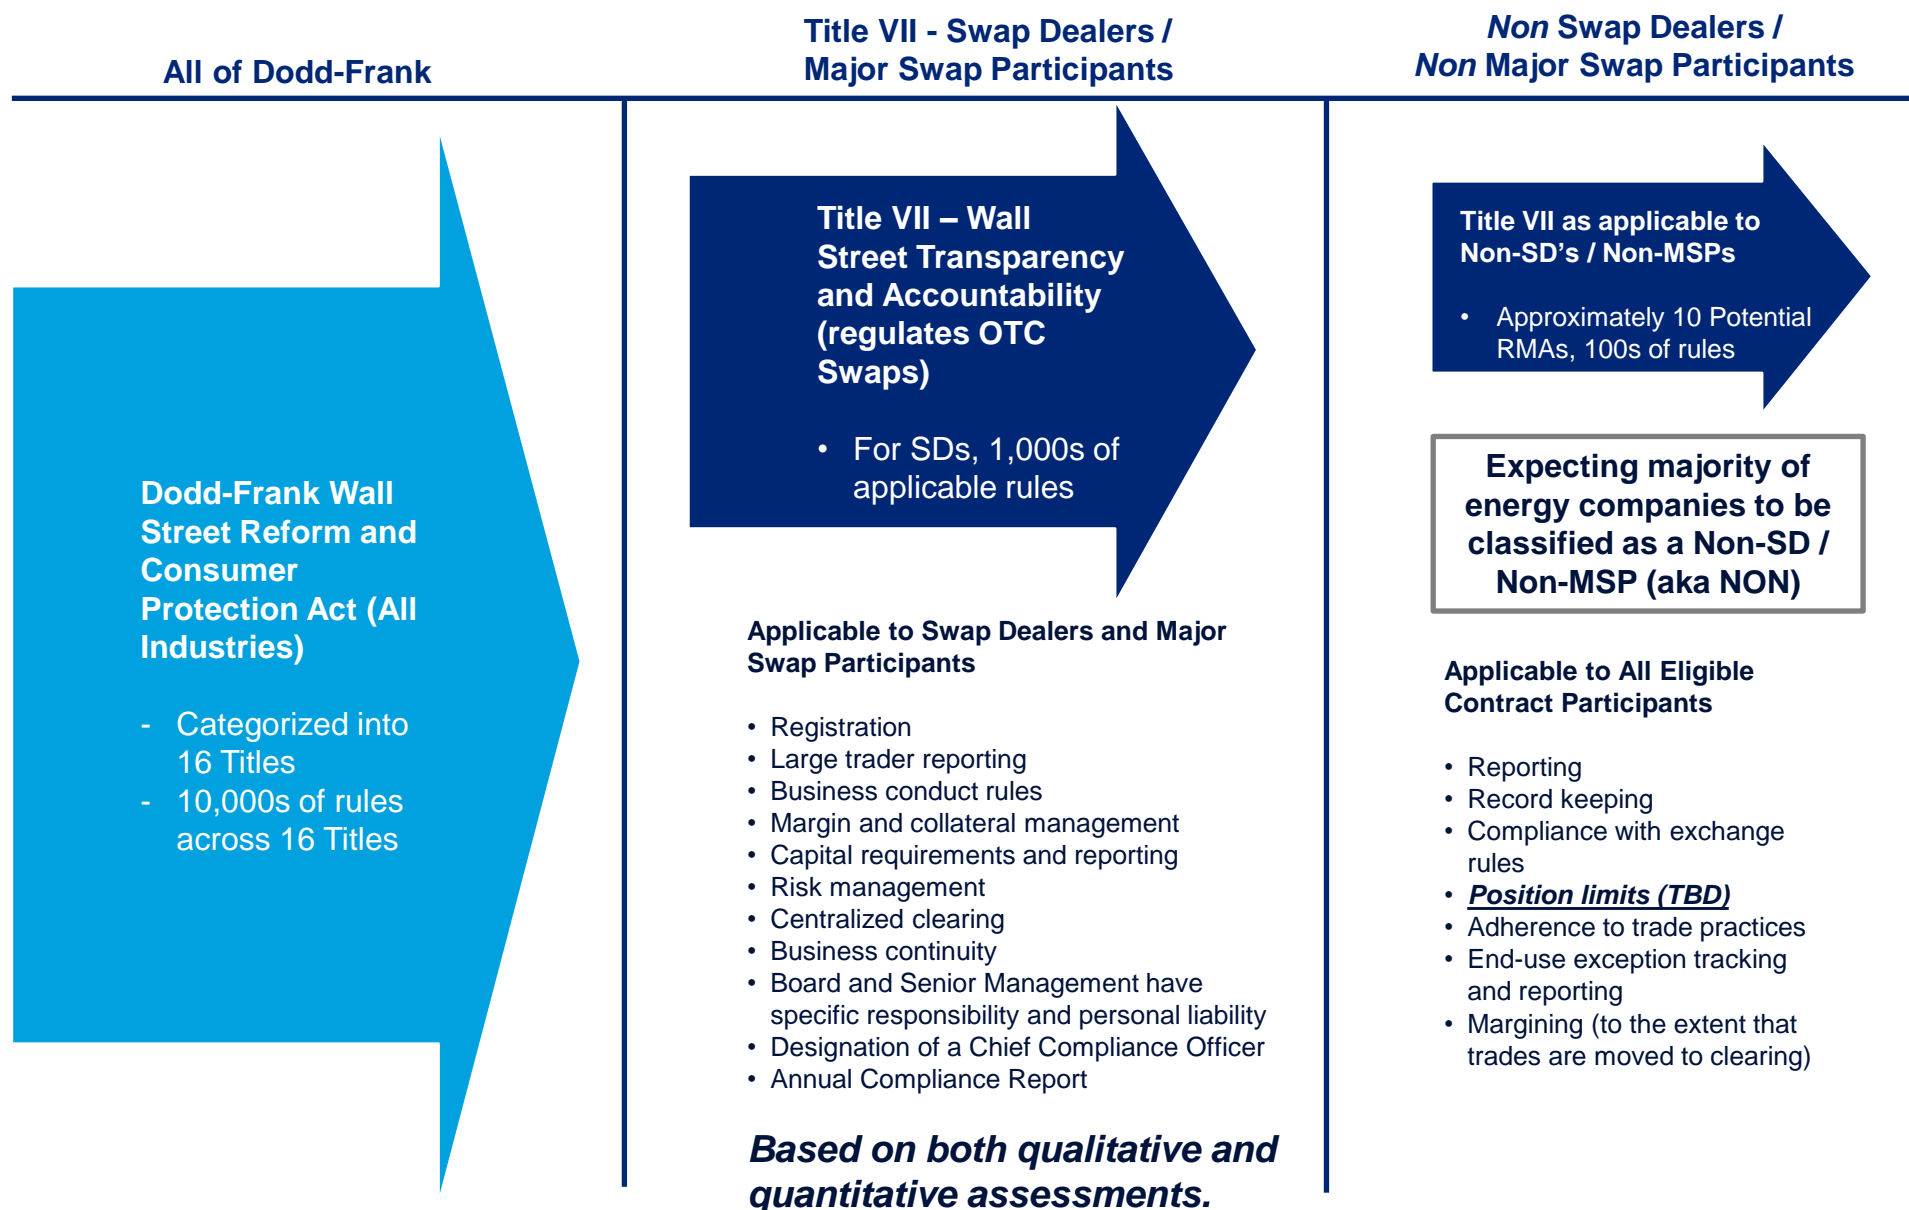 All of Dodd-Frank
Title VII - Swap Dealers /
Major Swap Participants
Non Swap Dealers /
Non Major Swap Participants
Dodd-Frank Wall
Street Reform and
Consumer
Protection Act (All
Industries)
- Categorized into
16 Titles
- 10,000s of rules
across 16 Titles
Title VII – Wall
Street Transparency
and Accountability
(regulates OTC
Swaps)
• For SDs, 1,000s of
applicable rules
Applicable to Swap Dealers and Major
Swap Participants
• Registration
• Large trader reporting
• Business conduct rules
• Margin and collateral management
• Capital requirements and reporting
• Risk management
• Centralized clearing
• Business continuity
• Board and Senior Management have
specific responsibility and personal liability
• Designation of a Chief Compliance Officer
• Annual Compliance Report
Based on both qualitative and
quantitative assessments.
Title VII as applicable to
Non-SD’s / Non-MSPs
• Approximately 10 Potential
RMAs, 100s of rules
Expecting majority of
energy companies to be
classified as a Non-SD /
Non-MSP (aka NON)
Applicable to All Eligible
Contract Participants
• Reporting
• Record keeping
• Compliance with exchange
rules
• Position limits (TBD)
• Adherence to trade practices
• End-use exception tracking
and reporting
• Margining (to the extent that
trades are moved to clearing)